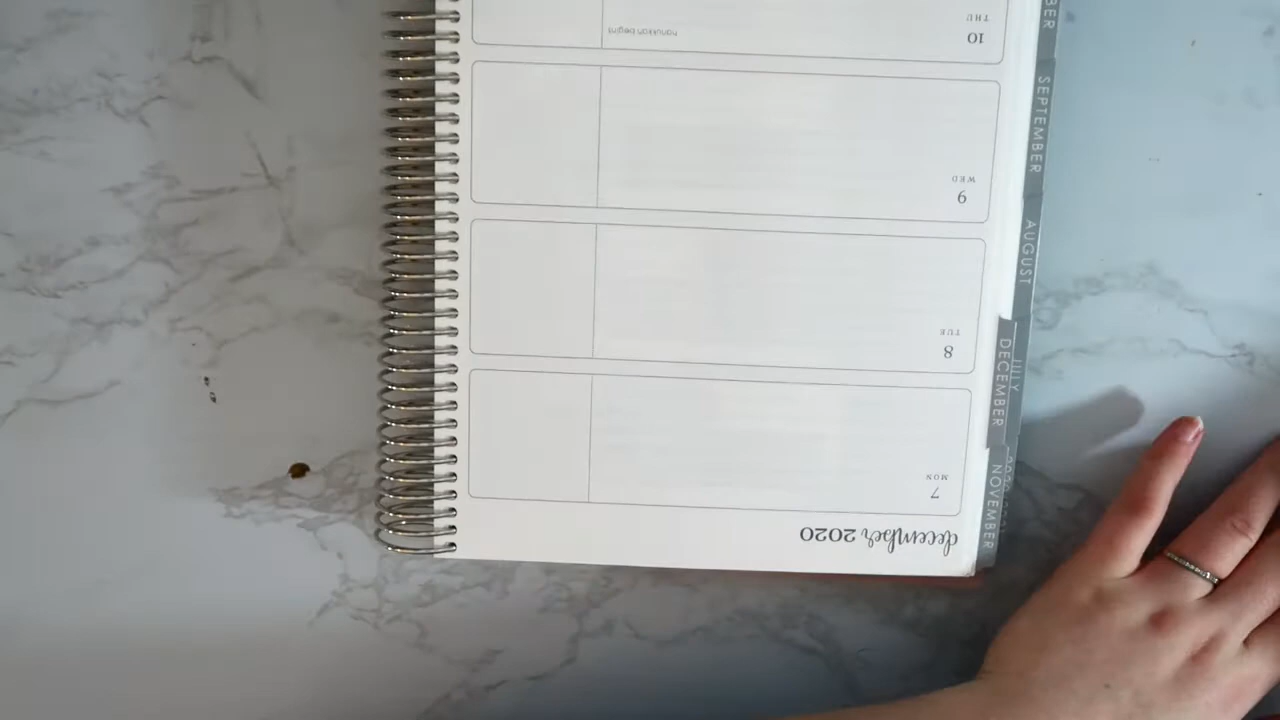 december 2020
7
MON
8
TUE
9
WED
10
THU
hanukkah begins
NOVEMBER
DECEMBER
JULY
AUGUST
SEPTEMBER